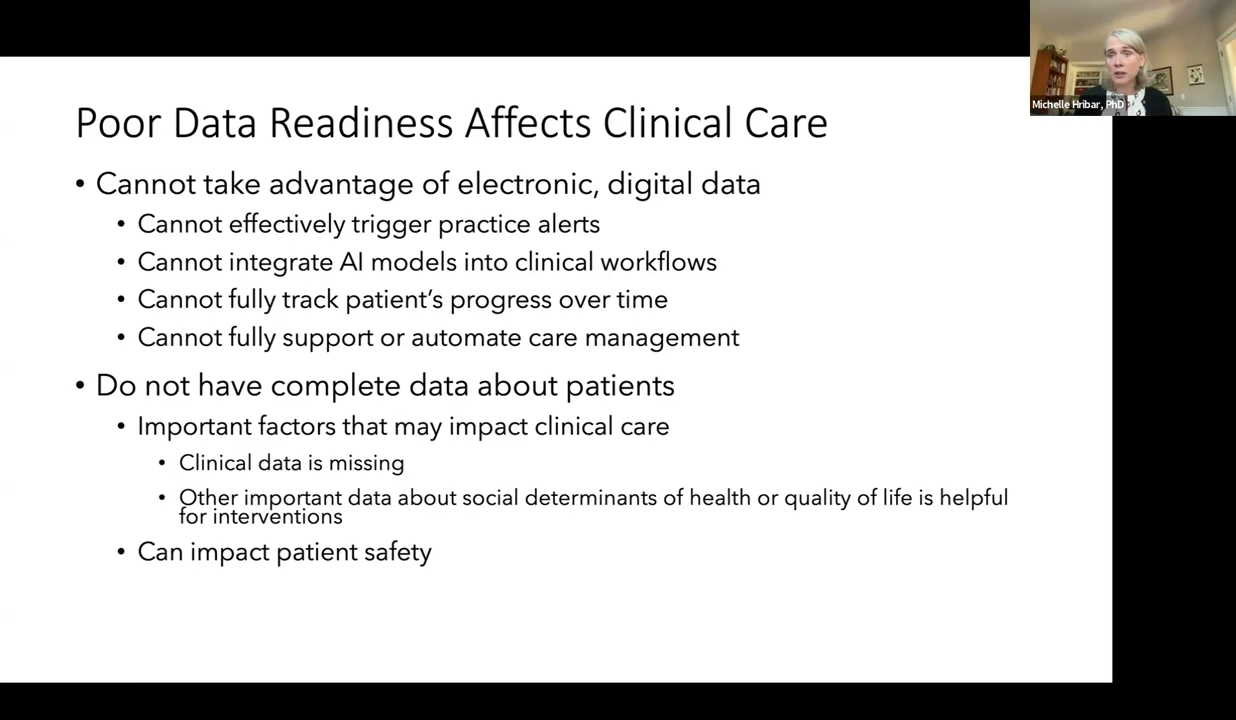 Michelle Hribar, PhD
Poor Data Readiness Affects Clinical Care
• Cannot take advantage of electronic, digital data
• Cannot effectively trigger practice alerts
• Cannot integrate AI models into clinical workflows
• Cannot fully track patient’s progress over time
• Cannot fully support or automate care management
• Do not have complete data about patients
• Important factors that may impact clinical care
• Clinical data is missing
• Other important data about social determinants of health or quality of life is helpful
for interventions
• Can impact patient safety